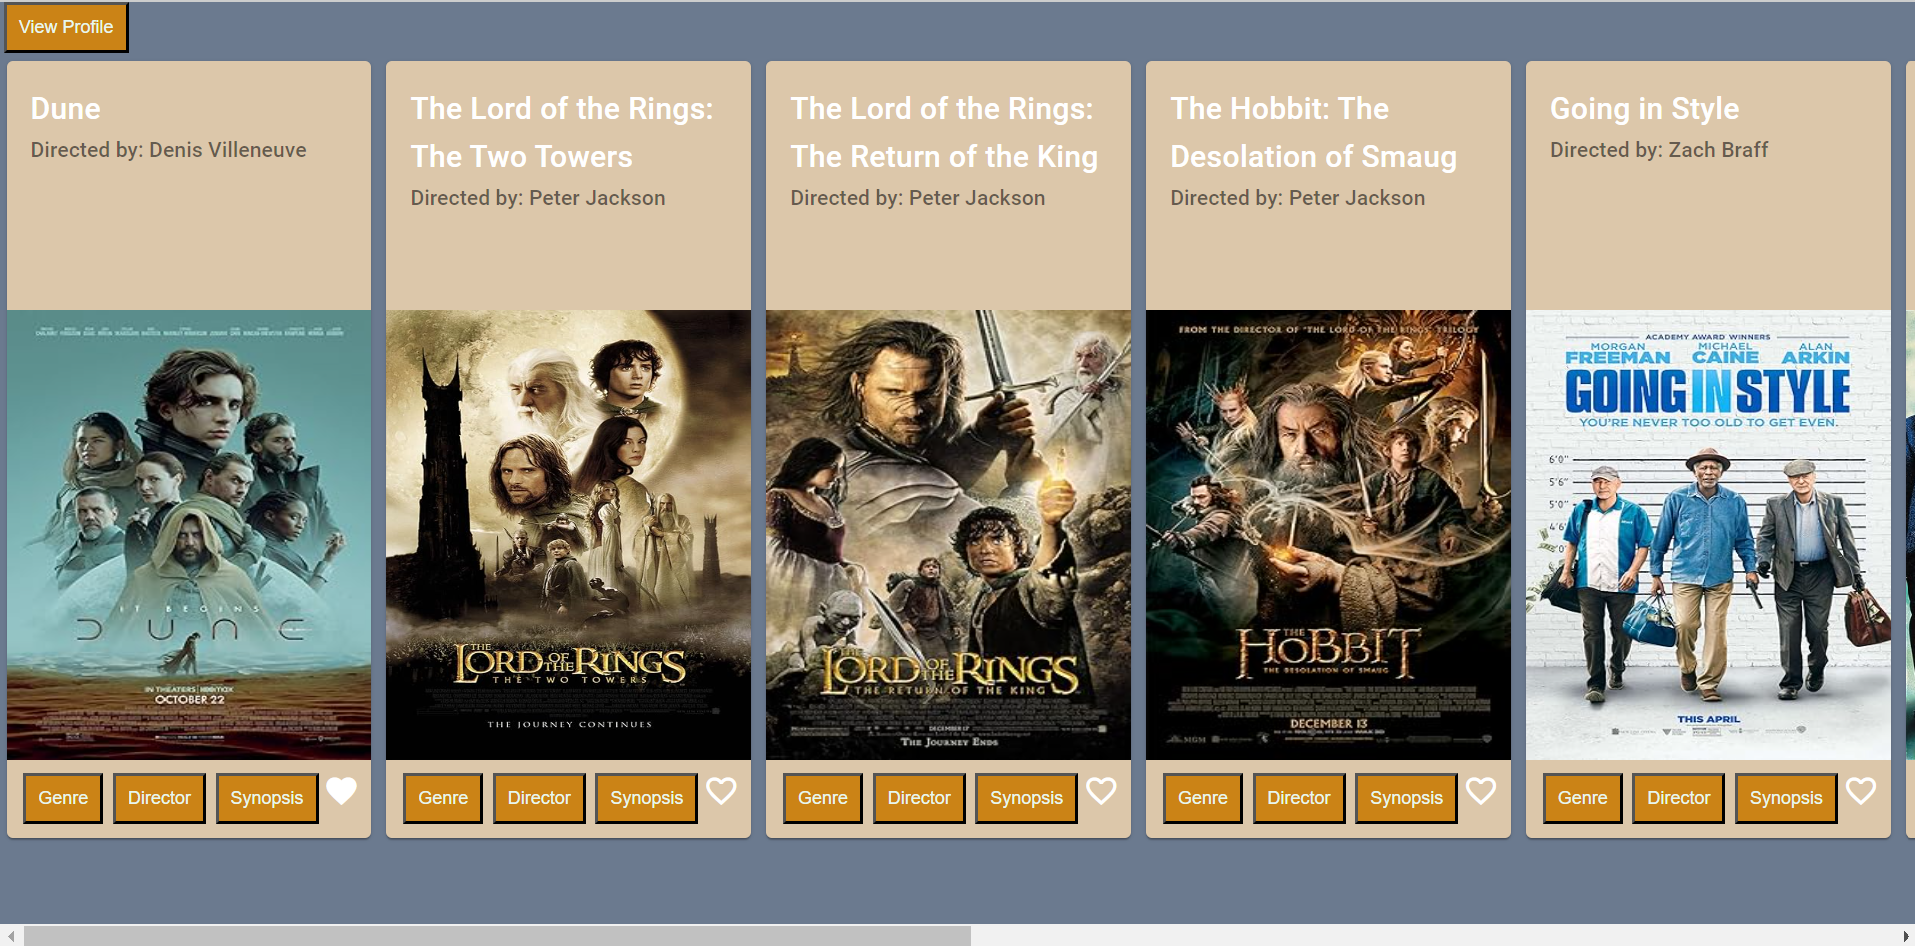 View Profile
Dune
Directed by: Denis Villeneuve
The Lord of the Rings:
The Two Towers
Directed by: Peter Jackson
The Lord of the Rings:
The Return of the King
Directed by: Peter Jackson
The Hobbit: The
Desolation of Smaug
Directed by: Peter Jackson
Going in Style
Directed by: Zach Braff
IT BEGINS
DUNE
IN THEATERS
OCTOBER 22
THE
LORD OF THE RINGS
THE TWO TOWERS
THE JOURNEY CONTINUES
THE
LORD OF THE RINGS
THE RETURN OF THE KING
DECEMBER 17
THE JOURNEY ENDS
FROM THE DIRECTOR OF "THE LORD OF THE RINGS" TRILOGY
THE
HOBBIT
THE DESOLATION OF SMAUG
DECEMBER 13
MGM
ACADEMY AWARD WINNERS
MORGAN MICHAEL ALAN
FREEMAN CAINE ARKIN
GOING IN STYLE
YOU'RE NEVER TOO OLD TO GET EVEN.
6'0"
5'6"
5'0"
4'6"
THIS APRIL
Genre Director Synopsis
Genre Director Synopsis
Genre Director Synopsis
Genre Director Synopsis
Genre Director Synopsis